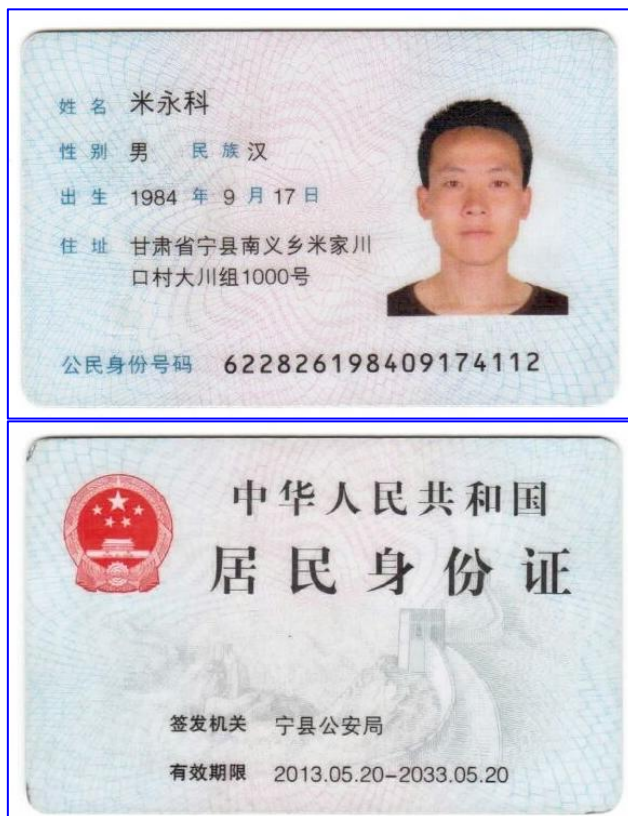 姓名 米永科
性别 男 民族 汉
出生 1984 年 9 月 17 日
住址 甘肃省宁县南义乡米家川
口村大川组1000号
公民身份号码 622826198409174112
中华人民共和国
居民身份证
签发机关 宁县公安局
有效期限 2013.05.20-2033.05.20